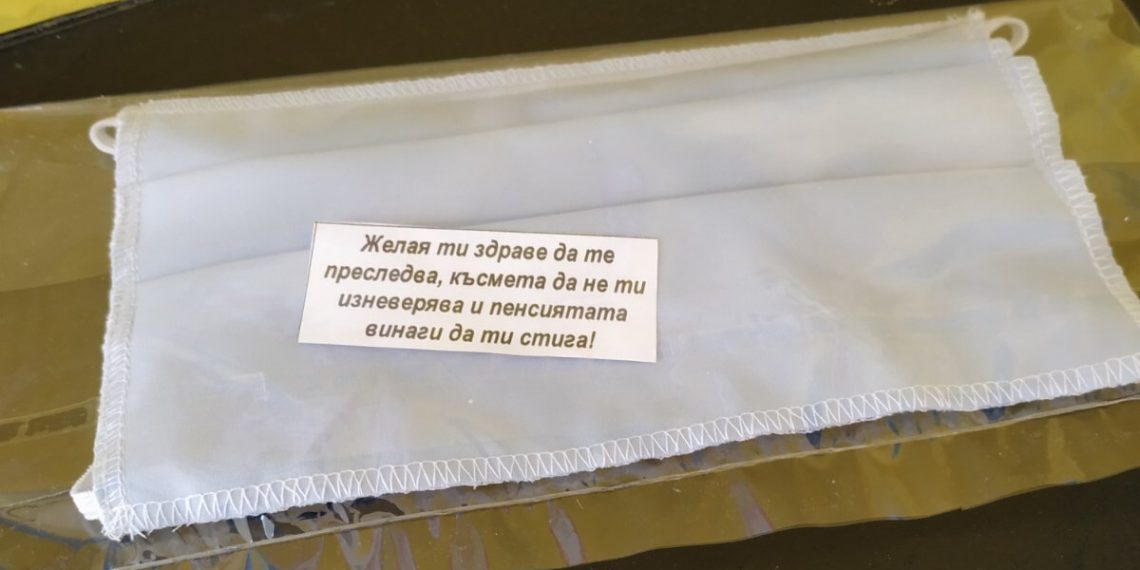 Желая ти здраве да те
преследва, късмета да не ти
изневерява и пенсиятата
винаги да ти стига!